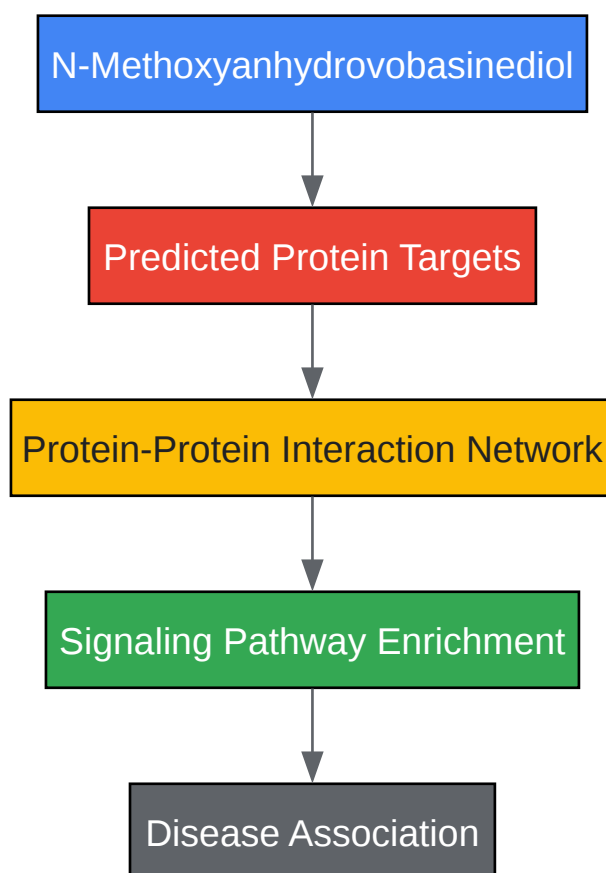 N-Methoxyanhydrovobasinediol
Predicted Protein Targets
Protein-Protein Interaction Network
Signaling Pathway Enrichment
Disease Association